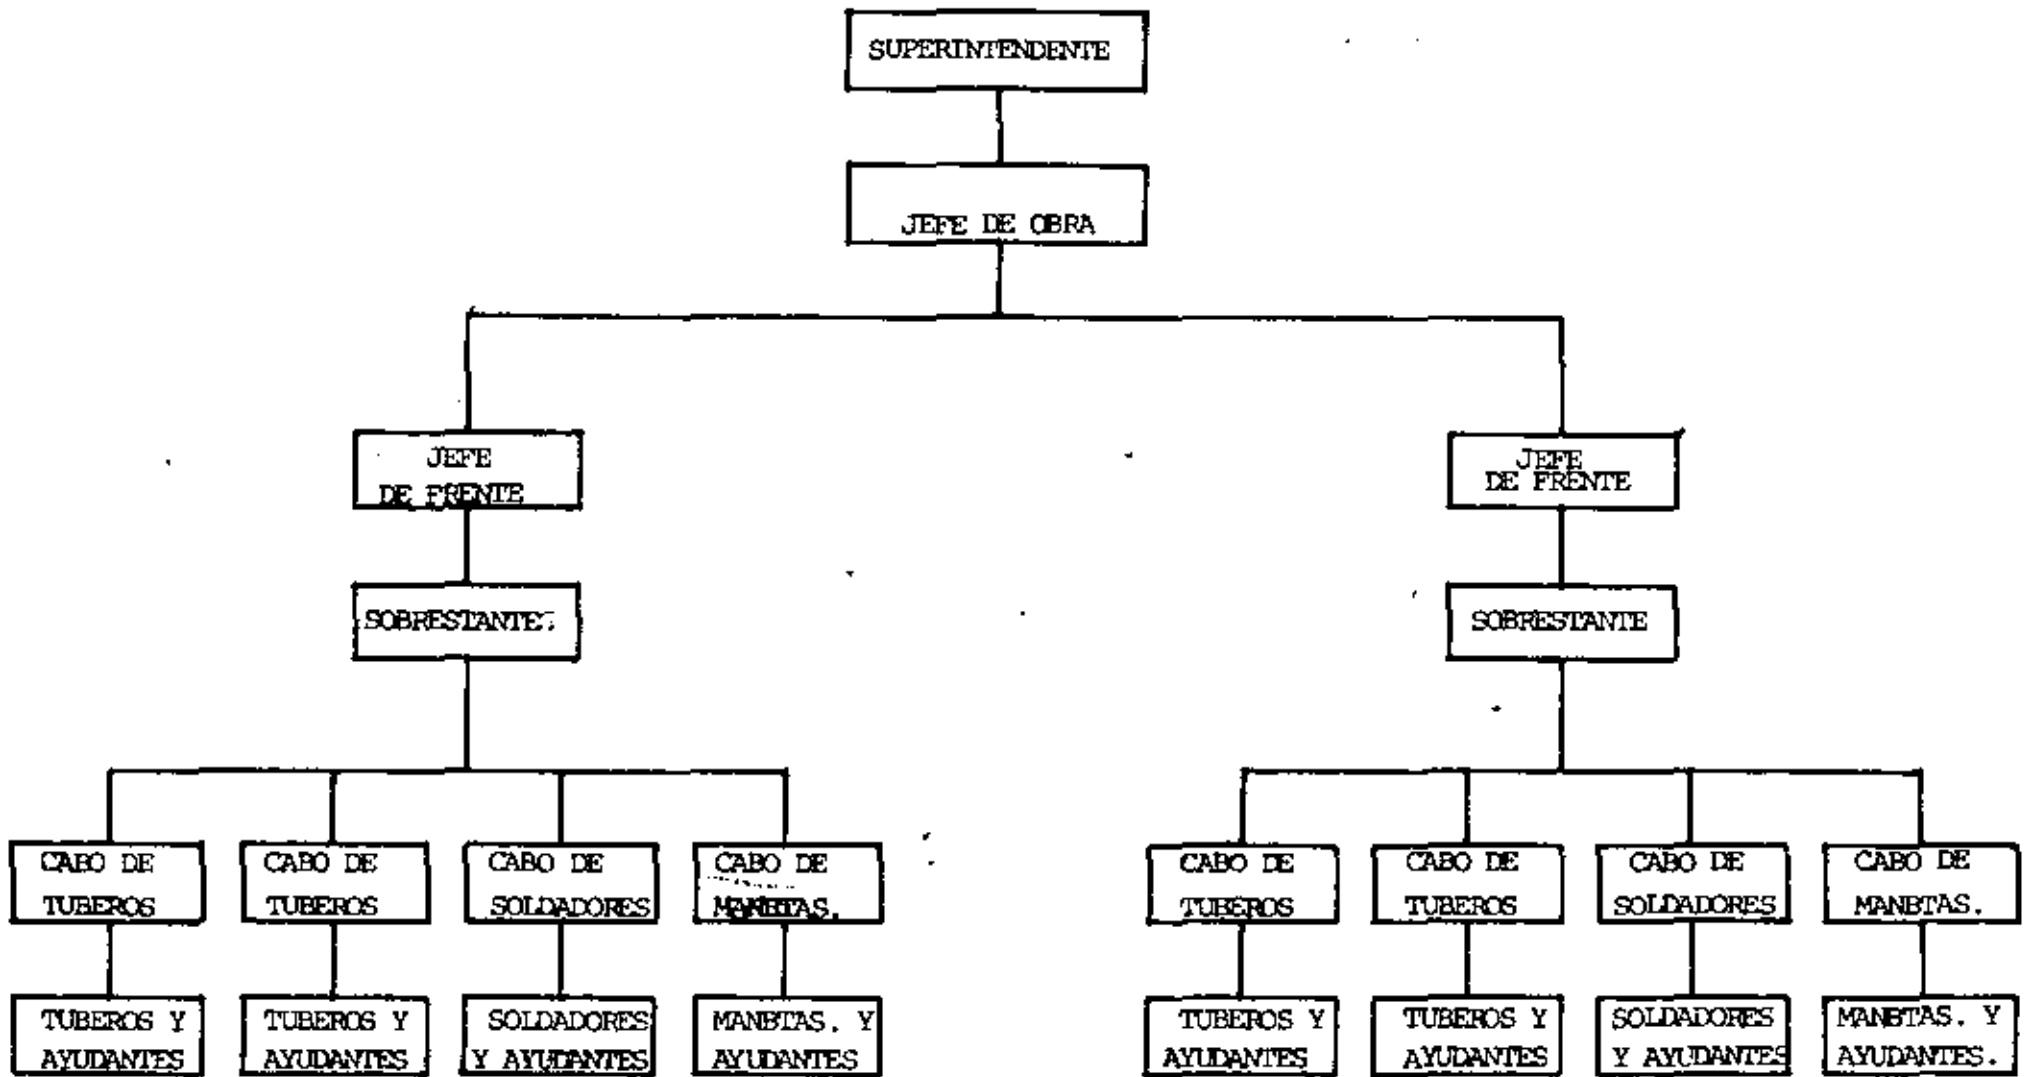 SUPERINTENDENTE
JEFE DE OBRA
JEFE
DE FRENTE
JEFE
DE FRENTE
SOBRESTANTE
SOBRESTANTE
CABO DE
TUBEROS
CABO DE
TUBEROS
CABO DE
SOLDADORES
CABO DE
MANBTAS.
CABO DE
TUBEROS
CABO DE
TUBEROS
CABO DE
SOLDADORES
CABO DE
MANBTAS.
TUBEROS Y
AYUDANTES
TUBEROS Y
AYUDANTES
SOLDADORES
Y AYUDANTES
MANBTAS. Y
AYUDANTES
TUBEROS Y
AYUDANTES
TUBEROS Y
AYUDANTES
SOLDADORES
Y AYUDANTES
MANBTAS. Y
AYUDANTES.